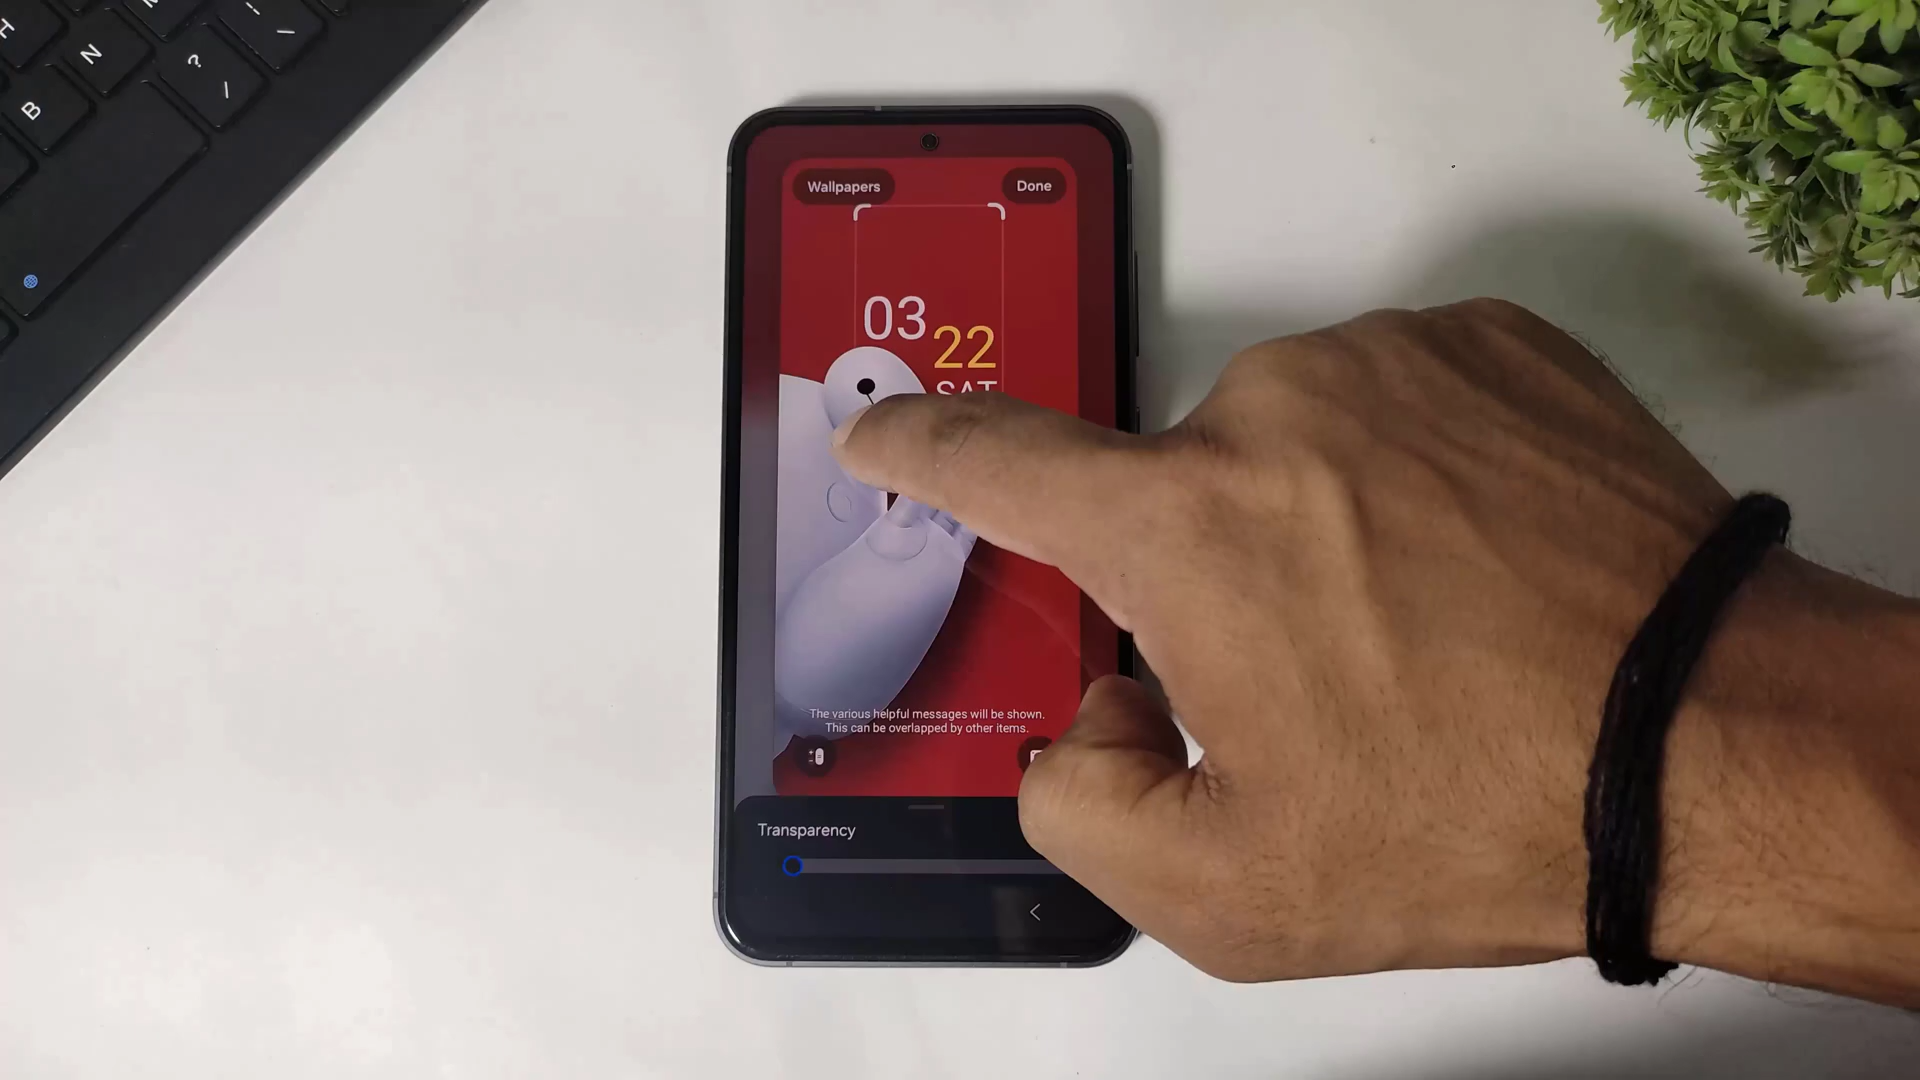 H
N
B
?
/
Wallpapers
Done
03
22
SAT
The various helpful messages will be shown.
This can be overlapped by other items.
Transparency